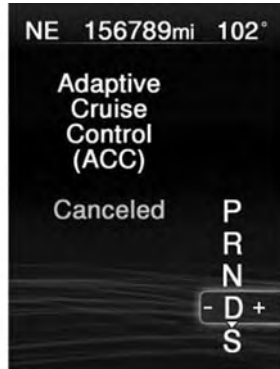 NE 156789mi 102°
Adaptive
Cruise
Control
(ACC)
Canceled
P
R
N
- D +
S